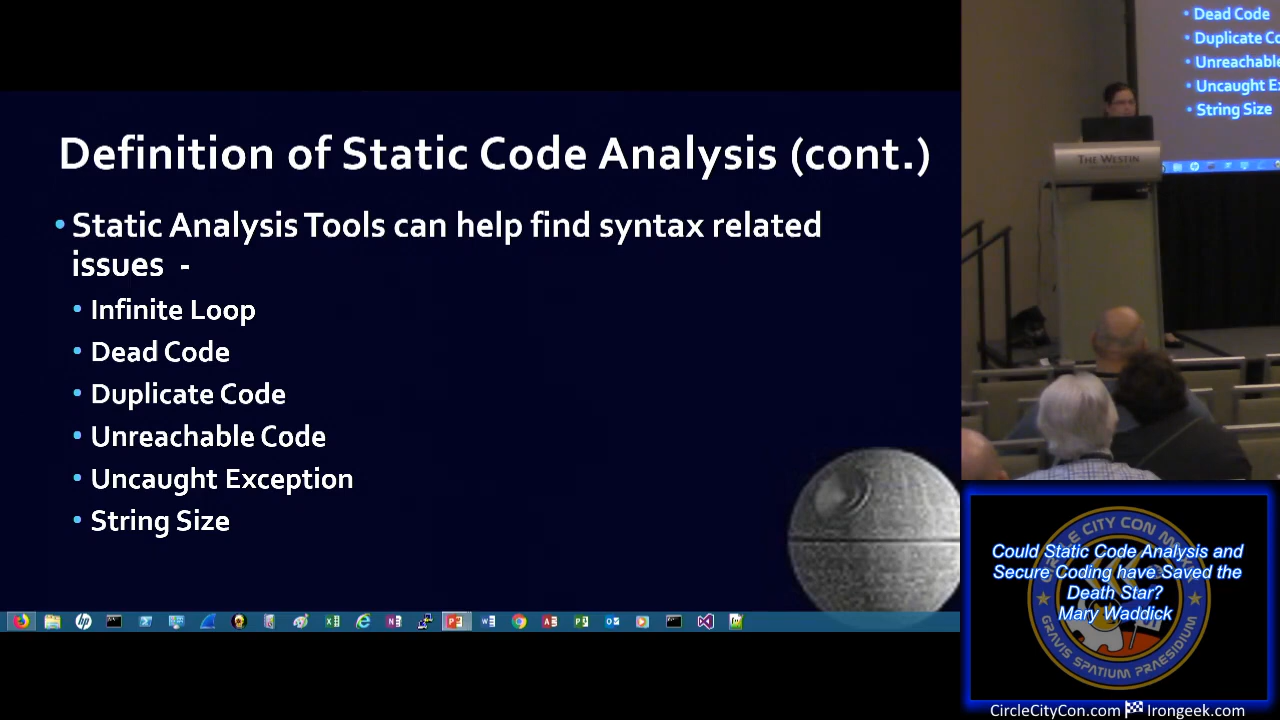 Definition of Static Code Analysis (cont.)
• Static Analysis Tools can help find syntax related
issues -
• Infinite Loop
• Dead Code
• Duplicate Code
• Unreachable Code
• Uncaught Exception
• String Size
• Dead Code
• Duplicate Co
• Unreachable
• Uncaught Ex
• String Size
THE WESTIN
CIRCLE CITY CON
GRAVIS SPATIUM PRAESIDIUM
Could Static Code Analysis and
Secure Coding have Saved the
Death Star?
Mary Waddick
CircleCityCon.com Irongeek.com